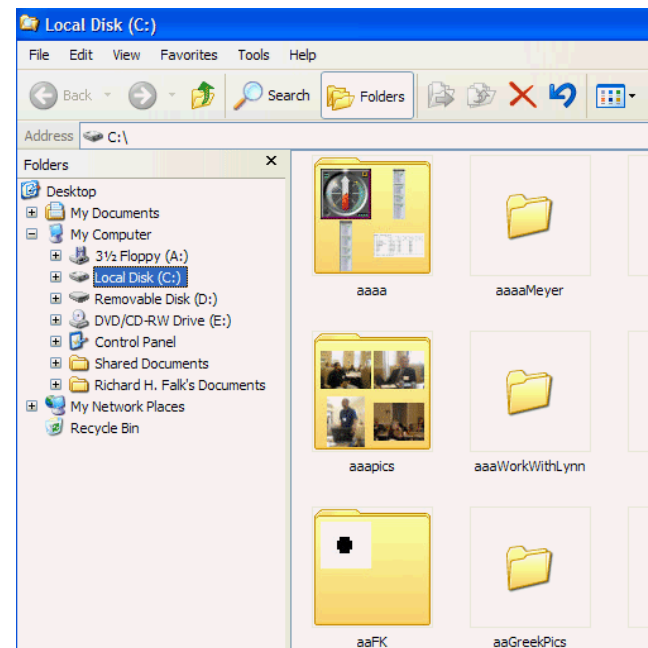 Local Disk (C:)
File Edit View Favorites Tools Help
Back Search Folders
Address C:\
Folders x
Desktop
My Documents
My Computer
3½ Floppy (A:)
Local Disk (C:)
Removable Disk (D:)
DVD/CD-RW Drive (E:)
Control Panel
Shared Documents
Richard H. Falk's Documents
My Network Places
Recycle Bin
aaaa aaaaMeyer
aaapics aaaWorkWithLynn
aaFK aaGreekPics